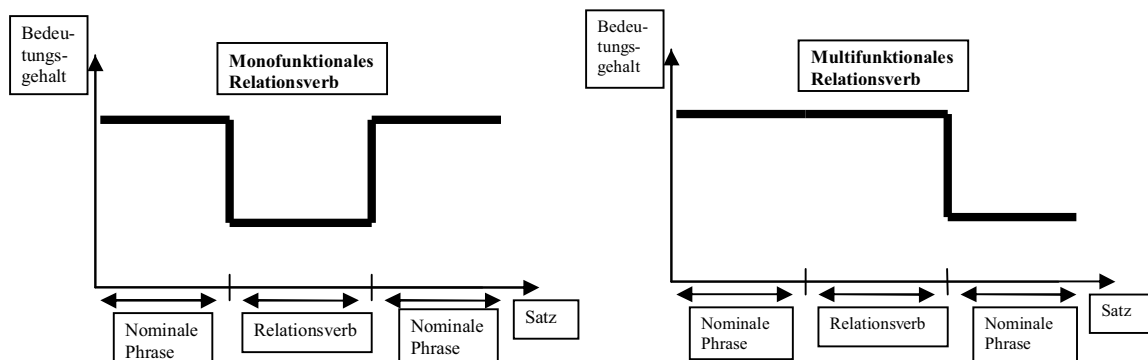 Bedeu-
tungs-
gehalt
Monofunktionales
Relationsverb
Nominale
Phrase
Relationsverb
Nominale
Phrase
Satz
Bedeu-
tungs-
gehalt
Multifunktionales
Relationsverb
Nominale
Phrase
Relationsverb
Nominale
Phrase
Satz